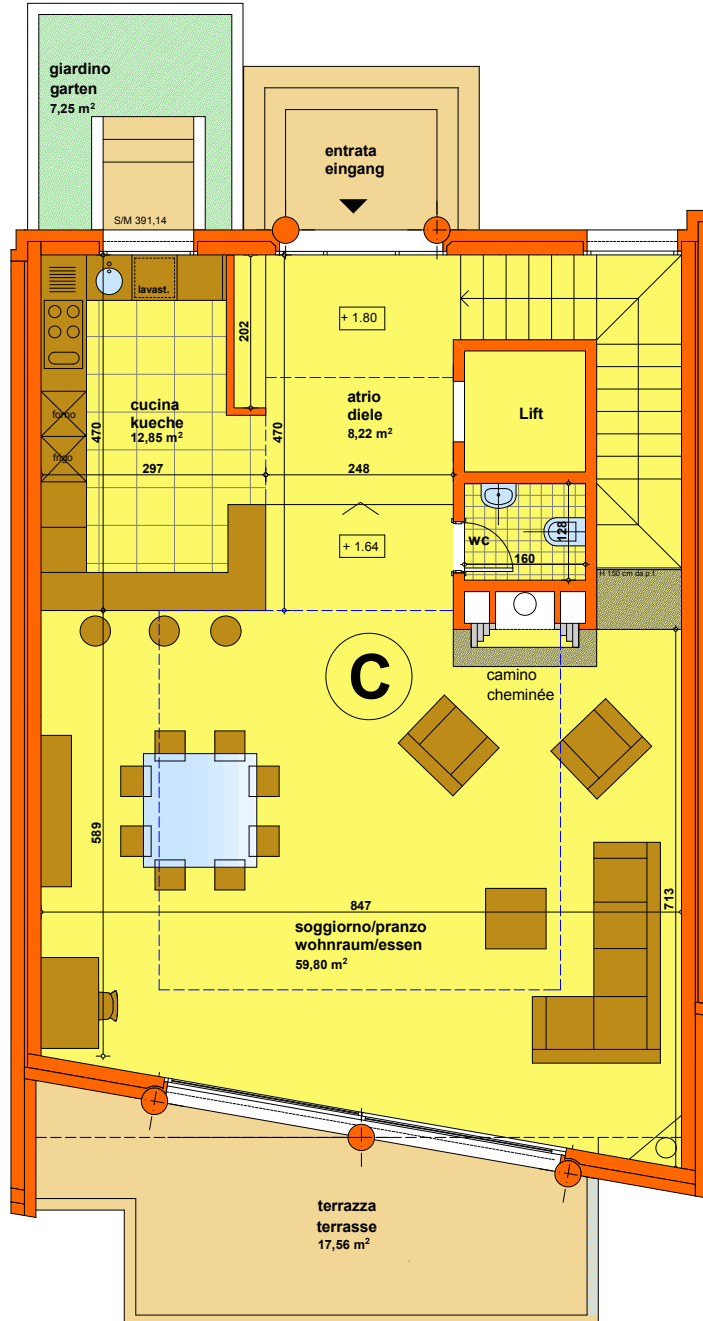 giardino
garten
7,25 m²
entrata
eingang
S/M 391,14
lavast.
202
+ 1.80
forno
frigo
cucina
kueche
12,85 m²
atrio
diele
8,22 m²
Lift
470
470
297
248
wc
128
160
+ 1.64
H 150 cm da p.f.
C
camino
cheminée
589
847
713
soggiorno/pranzo
wohnraum/essen
59,80 m²
terrazza
terrasse
17,56 m²